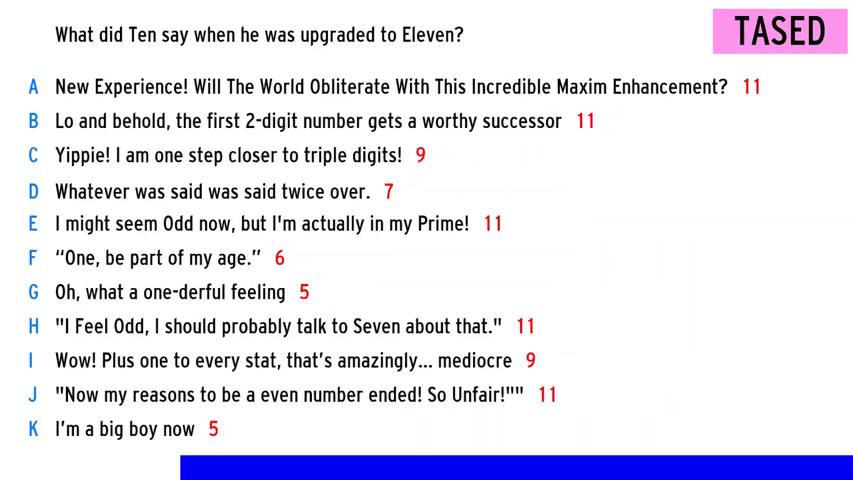 What did Ten say when he was upgraded to Eleven?
TASED
A New Experience! Will The World Obliterate With This Incredible Maxim Enhancement? 11
B Lo and behold, the first 2-digit number gets a worthy successor 11
C Yippie! I am one step closer to triple digits! 9
D Whatever was said was said twice over. 7
E I might seem Odd now, but I'm actually in my Prime! 11
F “One, be part of my age.” 6
G Oh, what a one-derful feeling 5
H "I Feel Odd, I should probably talk to Seven about that." 11
I Wow! Plus one to every stat, that’s amazingly... mediocre 9
J "Now my reasons to be a even number ended! So Unfair!"" 11
K I’m a big boy now 5